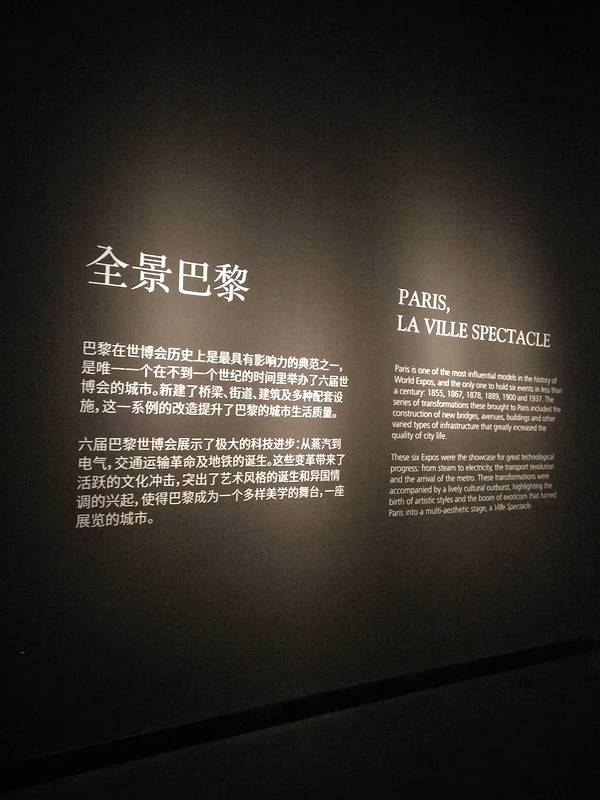 全景巴黎
巴黎在世博会历史上是最具有影响力的典范之一,
是唯一一个在不到一个世纪的时间里举办了六届世
博会的城市。新建了桥梁、街道、建筑及多种配套设
施,这一系例的改造提升了巴黎的城市生活质量。
六届巴黎世博会展示了极大的科技进步:从蒸汽到
电气,交通运输革命及地铁的诞生。这些变革带来了
活跃的文化冲击,突出了艺术风格的诞生和异国情
调的兴起,使得巴黎成为一个多样美学的舞台,一座
展览的城市。
PARIS,
LA VILLE SPECTACLE
Paris is one of the most influential models in the history of
World Expos, and the only one to hold six events in less than
a century: 1855, 1867, 1878, 1889, 1900 and 1937. The
series of transformations these brought to Paris included the
construction of new bridges, avenues, buildings and other
varied types of infrastructure that greatly increased the
quality of city life.
These six Expos were the showcase for great technological
progress: from steam to electricity, the transport revolution
and the arrival of the metro. These transformations were
accompanied by a lively cultural outburst, highlighting the
birth of artistic styles and the boom of exoticism that turned
Paris into a multi-aesthetic stage, a Ville Spectacle.